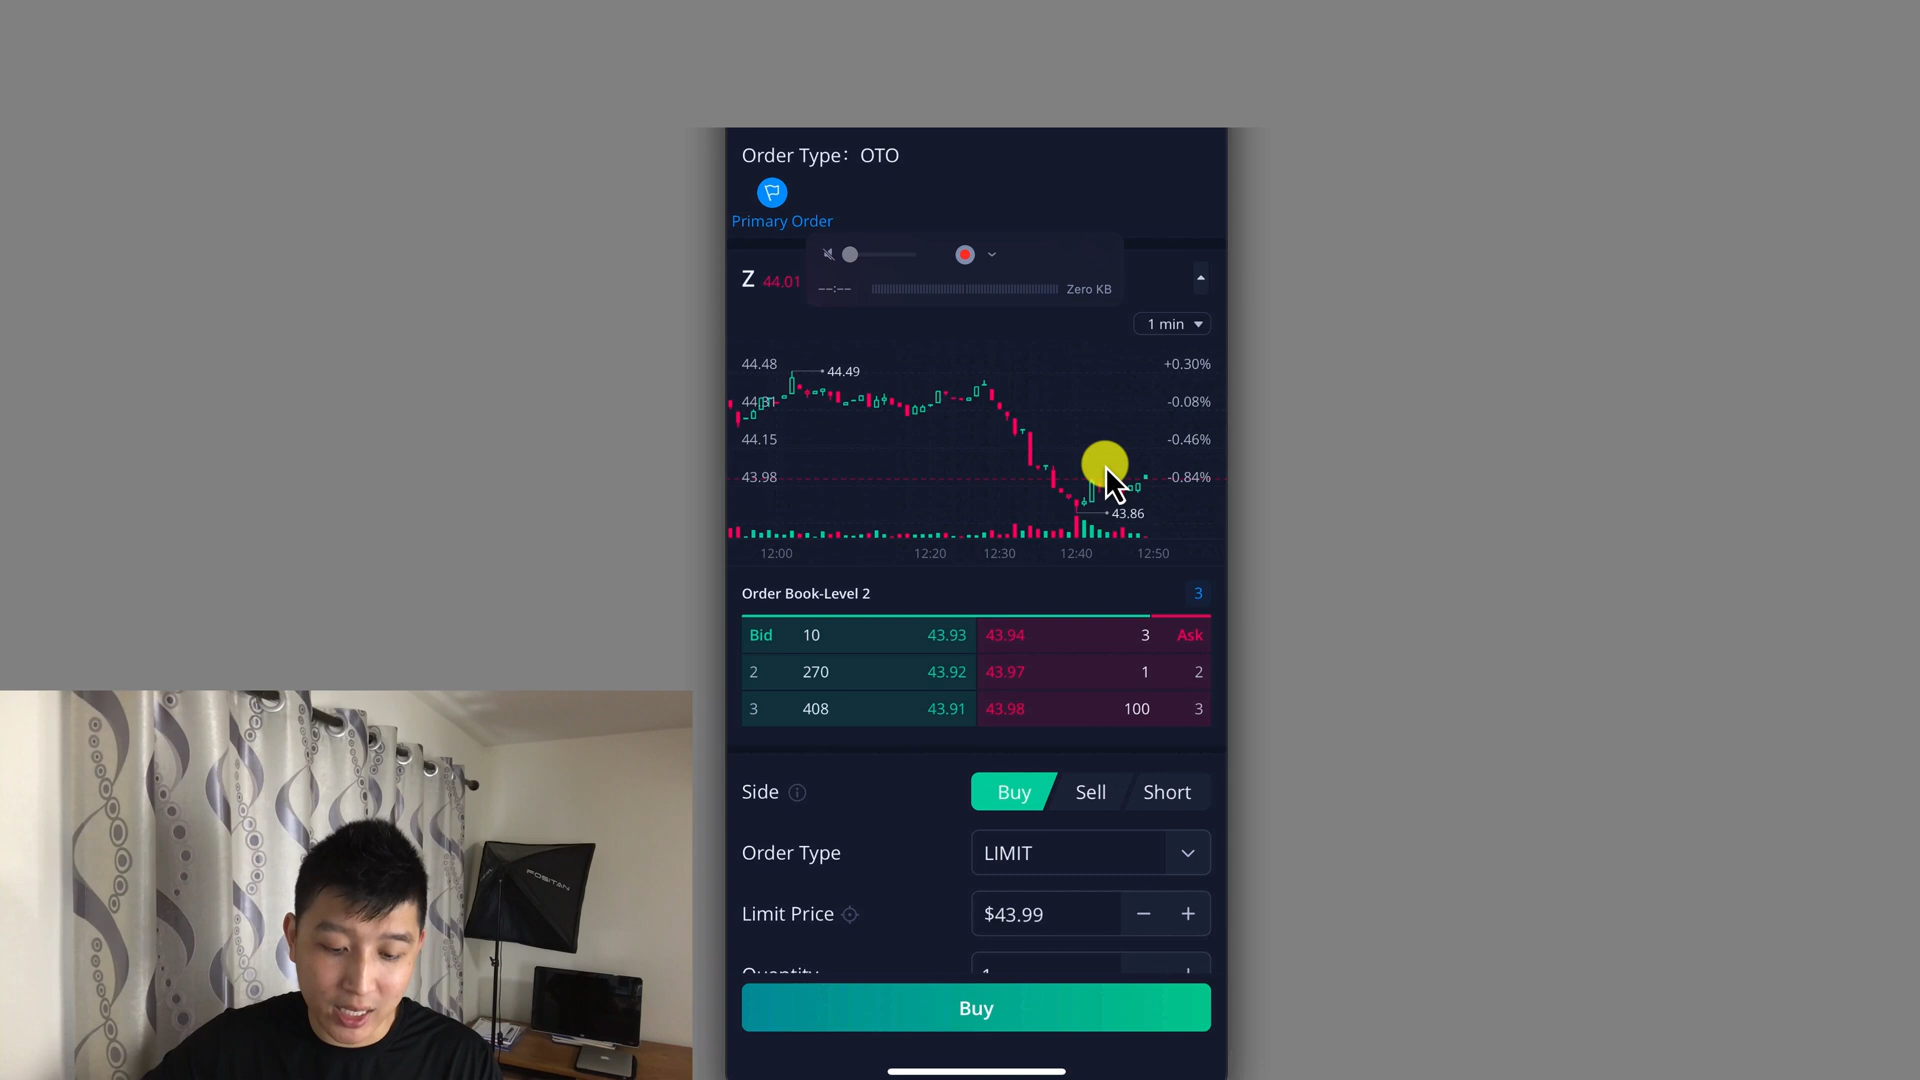 Order Type: OTO
Primary Order
Z 44.01
--:--
Zero KB
1 min
44.48
+0.30%
44.49
44.31
-0.08%
44.15
-0.46%
43.98
-0.84%
43.86
12:00 12:20 12:30 12:40 12:50
Order Book-Level 2 3
Bid 10 43.93 43.94 3 Ask
2 270 43.92 43.97 1 2
3 408 43.91 43.98 100 3
Side Buy Sell Short
Order Type LIMIT
Limit Price $43.99
Quantity 1
Buy